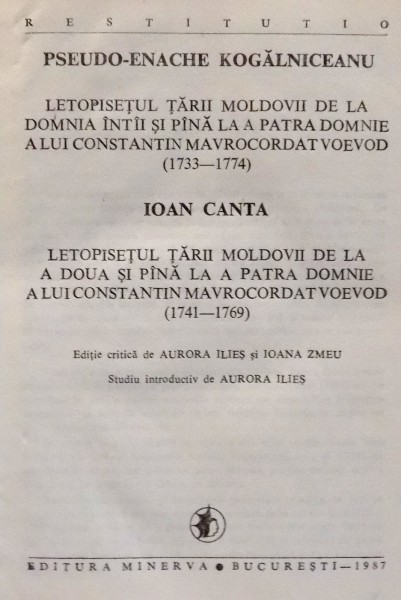 RESTITUTIO
PSEUDO-ENACHE KOGĂLNICEANU
LETOPISEȚUL ȚĂRII MOLDOVII DE LA
DOMNIA ÎNTÎI ȘI PÎNĂ LA A PATRA DOMNIE
A LUI CONSTANTIN MAVROCORDAT VOEVOD
(1733—1774)
IOAN CANTA
LETOPISEȚUL ȚĂRII MOLDOVII DE LA
A DOUA ȘI PÎNĂ LA A PATRA DOMNIE
A LUI CONSTANTIN MAVROCORDAT VOEVOD
(1741—1769)
Ediție critică de AURORA ILIEȘ și IOANA ZMEU
Studiu introductiv de AURORA ILIEȘ
EDITURA MINERVA ● BUCUREȘTI—1987